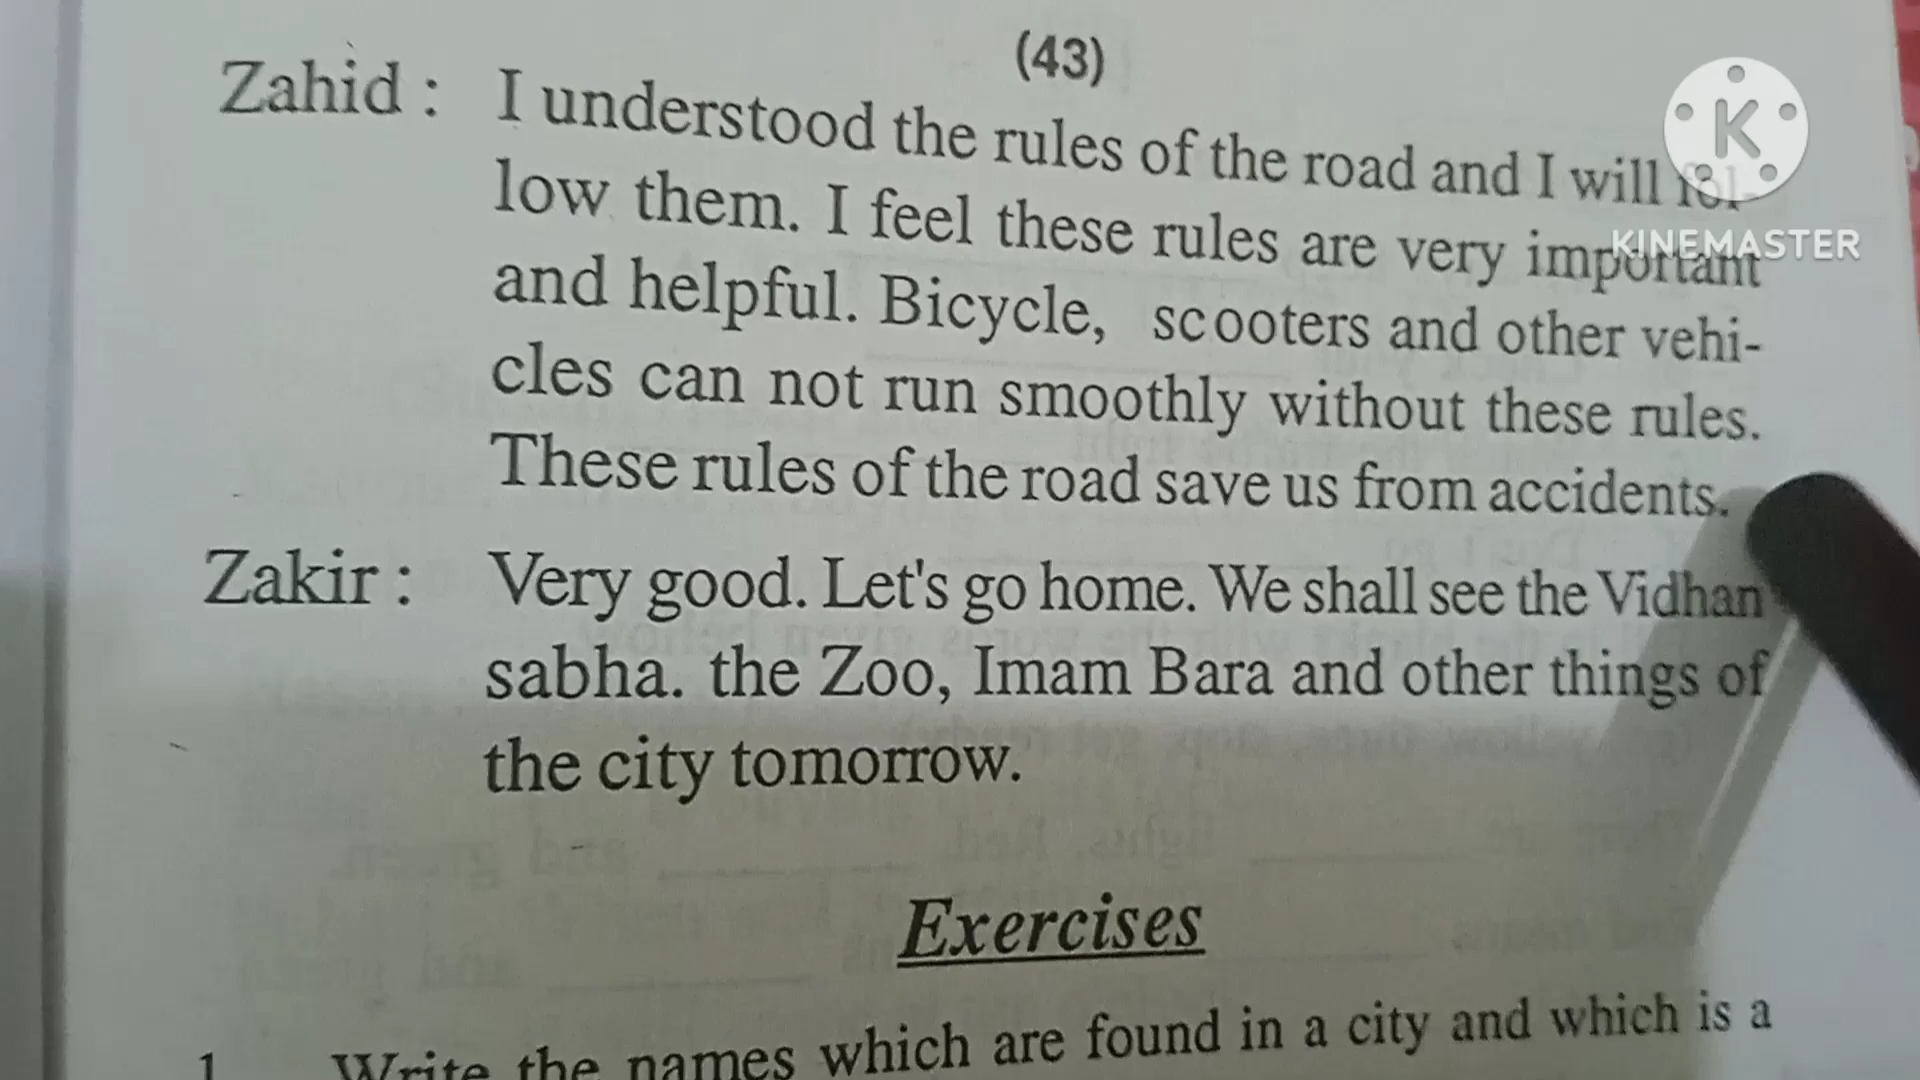 (43)
Zahid : I understood the rules of the road and I will fol-
low them. I feel these rules are very important
and helpful. Bicycle, scooters and other vehi-
cles can not run smoothly without these rules.
These rules of the road save us from accidents.
Zakir : Very good. Let's go home. We shall see the Vidhan
sabha. the Zoo, Imam Bara and other things of
the city tomorrow.
Exercises
1 Write the names which are found in a city and which is a
K
KINEMASTER